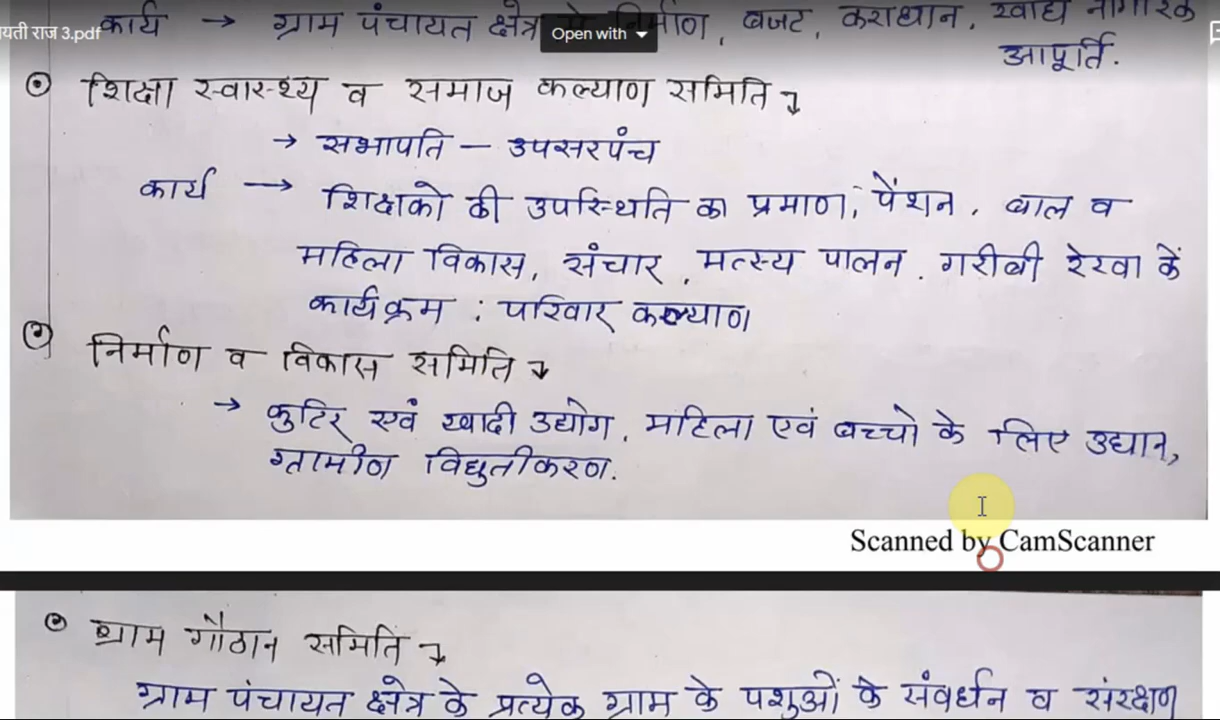 यती राज 3.pdf
Open with
कार्य → ग्राम पंचायत क्षेत्र निर्माण, बजट, कराधान, खाद्य नागरिक
आपूर्ति.
शिक्षा स्वास्थ्य व समाज कल्याण समिति
→ सभापति – उपसरपंच
कार्य → शिक्षको की उपस्थिति का प्रमाण, पेंशन, बाल व
महिला विकास, संचार, मत्स्य पालन, गरीबी रेखा कें
कार्यक्रम : परिवार कल्याण
निर्माण व विकास समिति
→ कुटिर एवं खादी उद्योग, महिला एवं बच्चो के लिए उद्यान,
ग्रामीण विद्युतीकरण.
Scanned by CamScanner
ग्राम गौठान समिति
ग्राम पंचायत क्षेत्र के प्रत्येक ग्राम के पशुओं के संवर्धन व संरक्षण